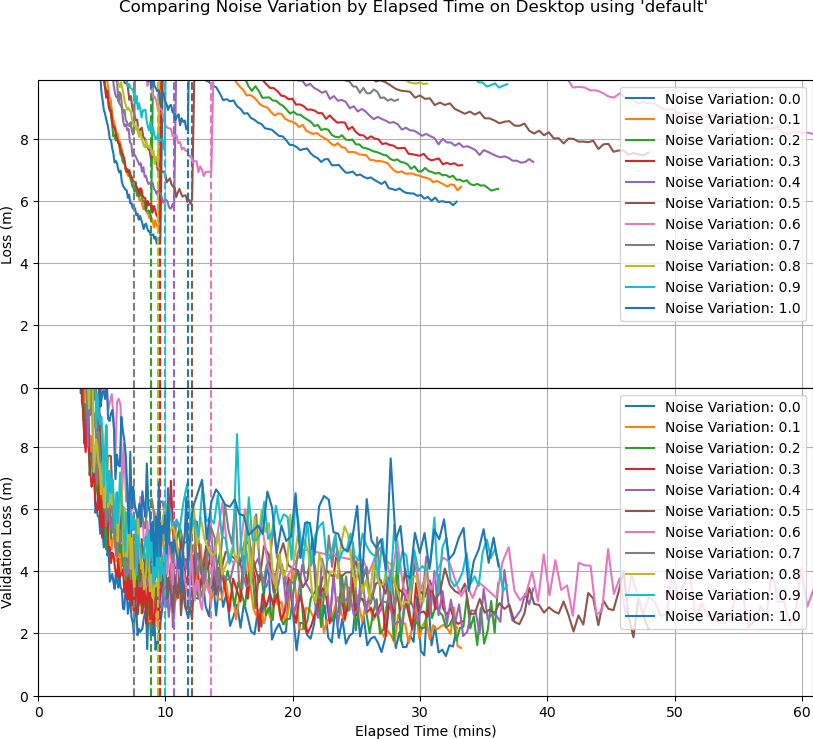 Comparing Noise Variation by Elapsed Time on Desktop using 'default'
Loss (m)
8
6
4
2
0
Noise Variation: 0.0
Noise Variation: 0.1
Noise Variation: 0.2
Noise Variation: 0.3
Noise Variation: 0.4
Noise Variation: 0.5
Noise Variation: 0.6
Noise Variation: 0.7
Noise Variation: 0.8
Noise Variation: 0.9
Noise Variation: 1.0
Validation Loss (m)
8
6
4
2
0
Noise Variation: 0.0
Noise Variation: 0.1
Noise Variation: 0.2
Noise Variation: 0.3
Noise Variation: 0.4
Noise Variation: 0.5
Noise Variation: 0.6
Noise Variation: 0.7
Noise Variation: 0.8
Noise Variation: 0.9
Noise Variation: 1.0
0 10 20 30 40 50 60
Elapsed Time (mins)